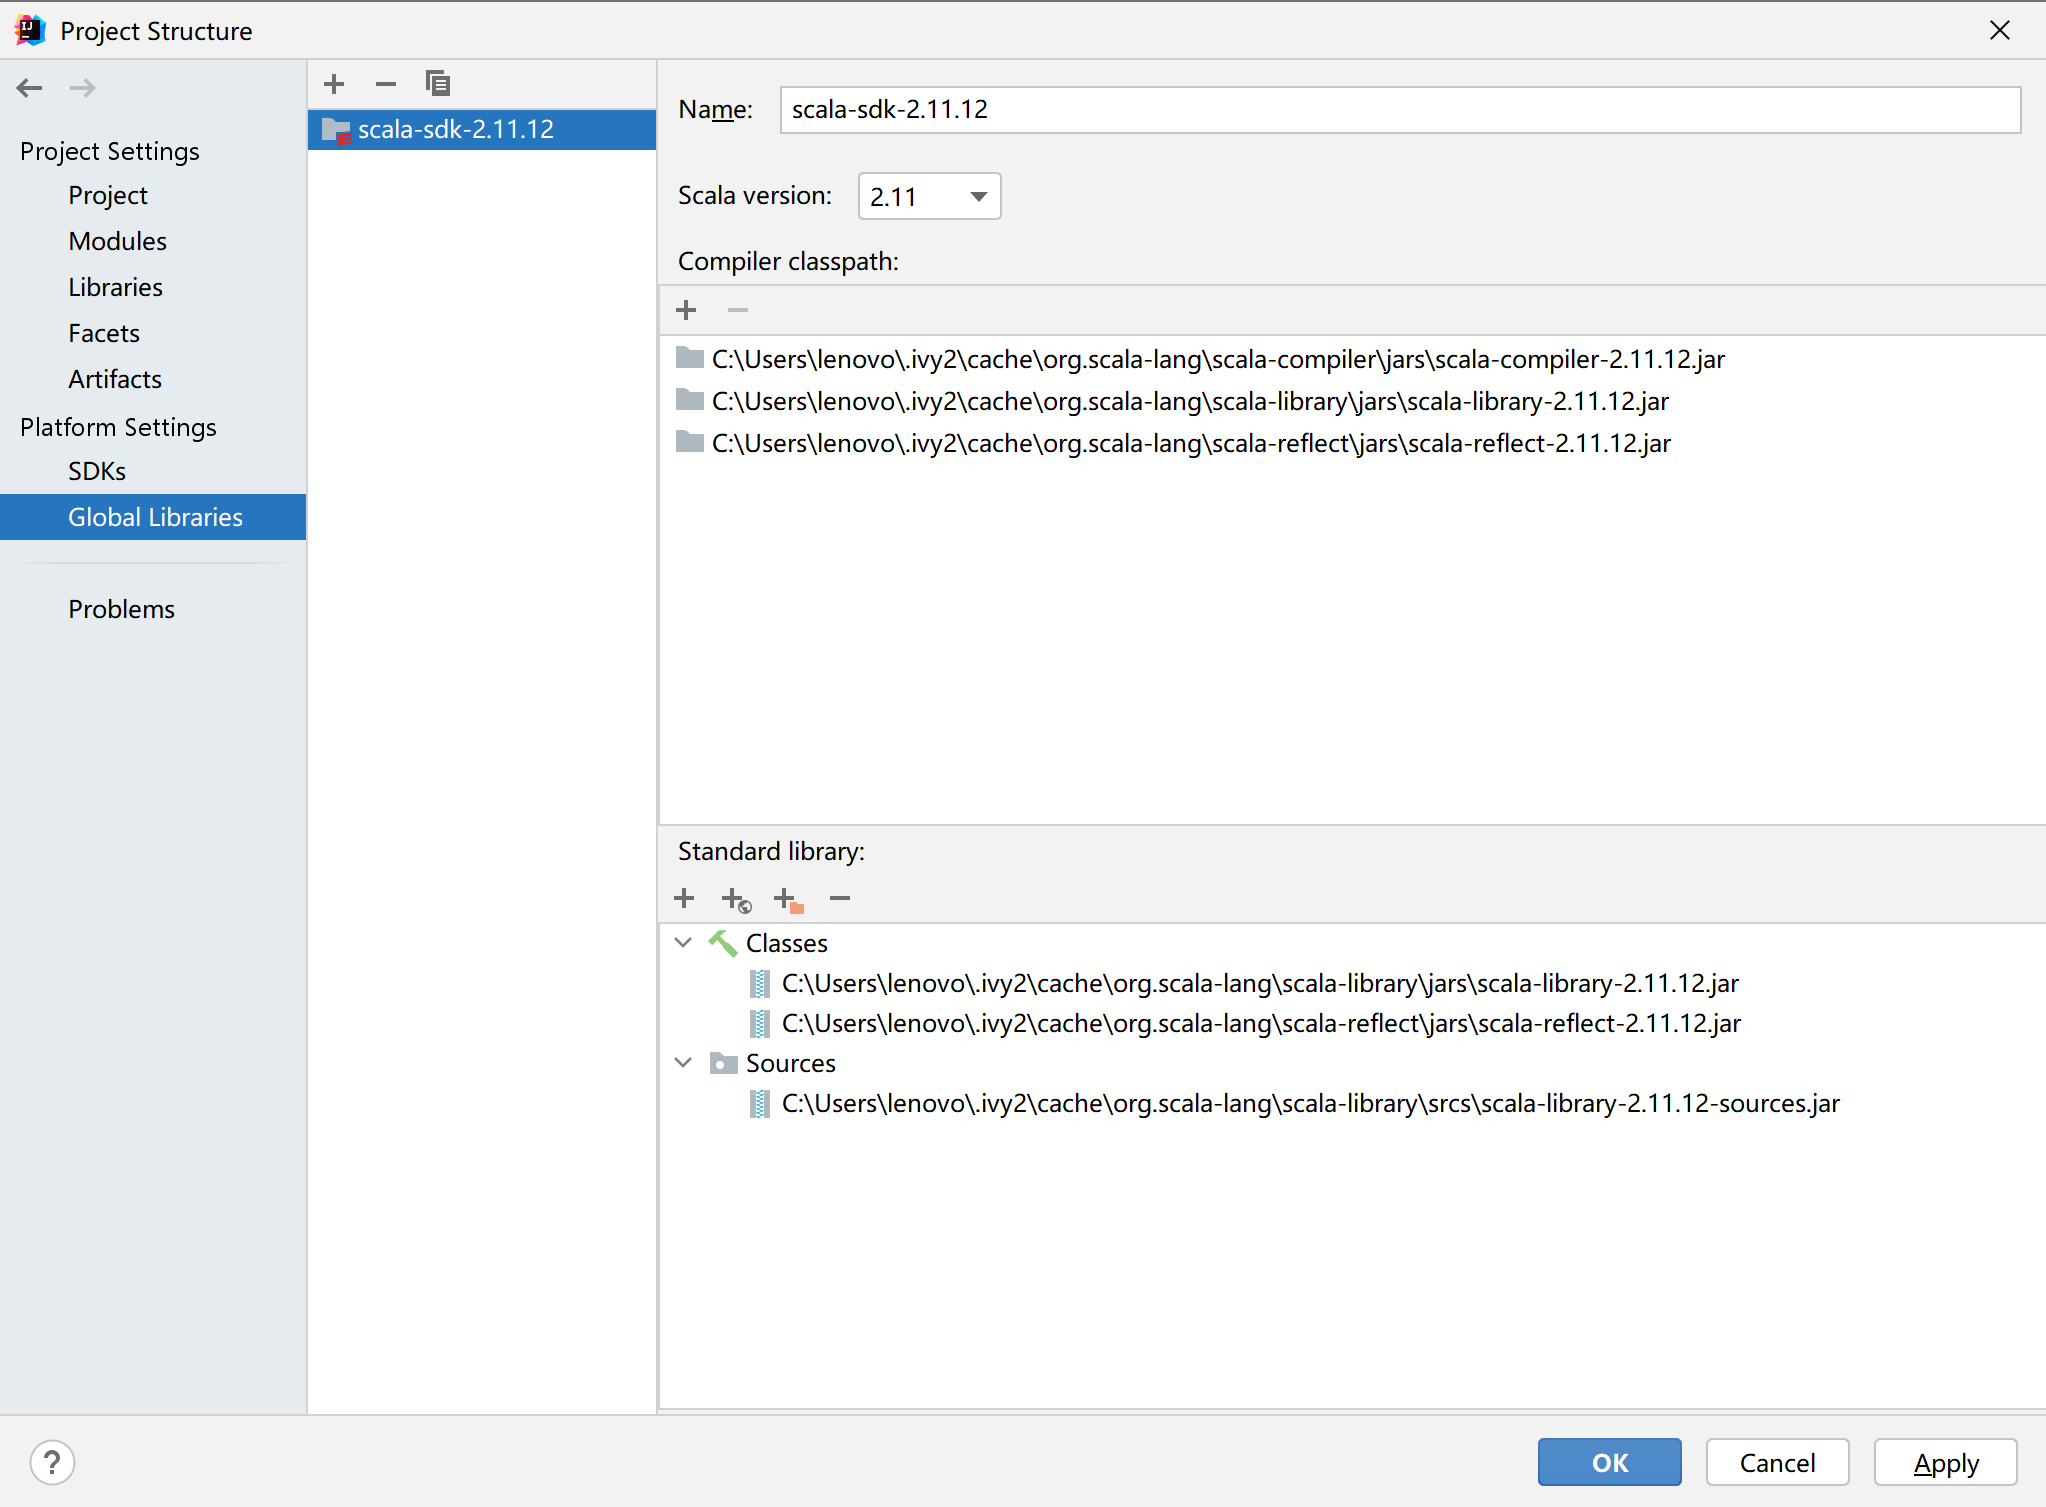 Project Structure
Project Settings
Project
Modules
Libraries
Facets
Artifacts
Platform Settings
SDKs
Global Libraries
Problems
scala-sdk-2.11.12
Name: scala-sdk-2.11.12
Scala version: 2.11
Compiler classpath:
C:\Users\lenovo\.ivy2\cache\org.scala-lang\scala-compiler\jars\scala-compiler-2.11.12.jar
C:\Users\lenovo\.ivy2\cache\org.scala-lang\scala-library\jars\scala-library-2.11.12.jar
C:\Users\lenovo\.ivy2\cache\org.scala-lang\scala-reflect\jars\scala-reflect-2.11.12.jar
Standard library:
Classes
C:\Users\lenovo\.ivy2\cache\org.scala-lang\scala-library\jars\scala-library-2.11.12.jar
C:\Users\lenovo\.ivy2\cache\org.scala-lang\scala-reflect\jars\scala-reflect-2.11.12.jar
Sources
C:\Users\lenovo\.ivy2\cache\org.scala-lang\scala-library\srcs\scala-library-2.11.12-sources.jar
?
OK
Cancel
Apply